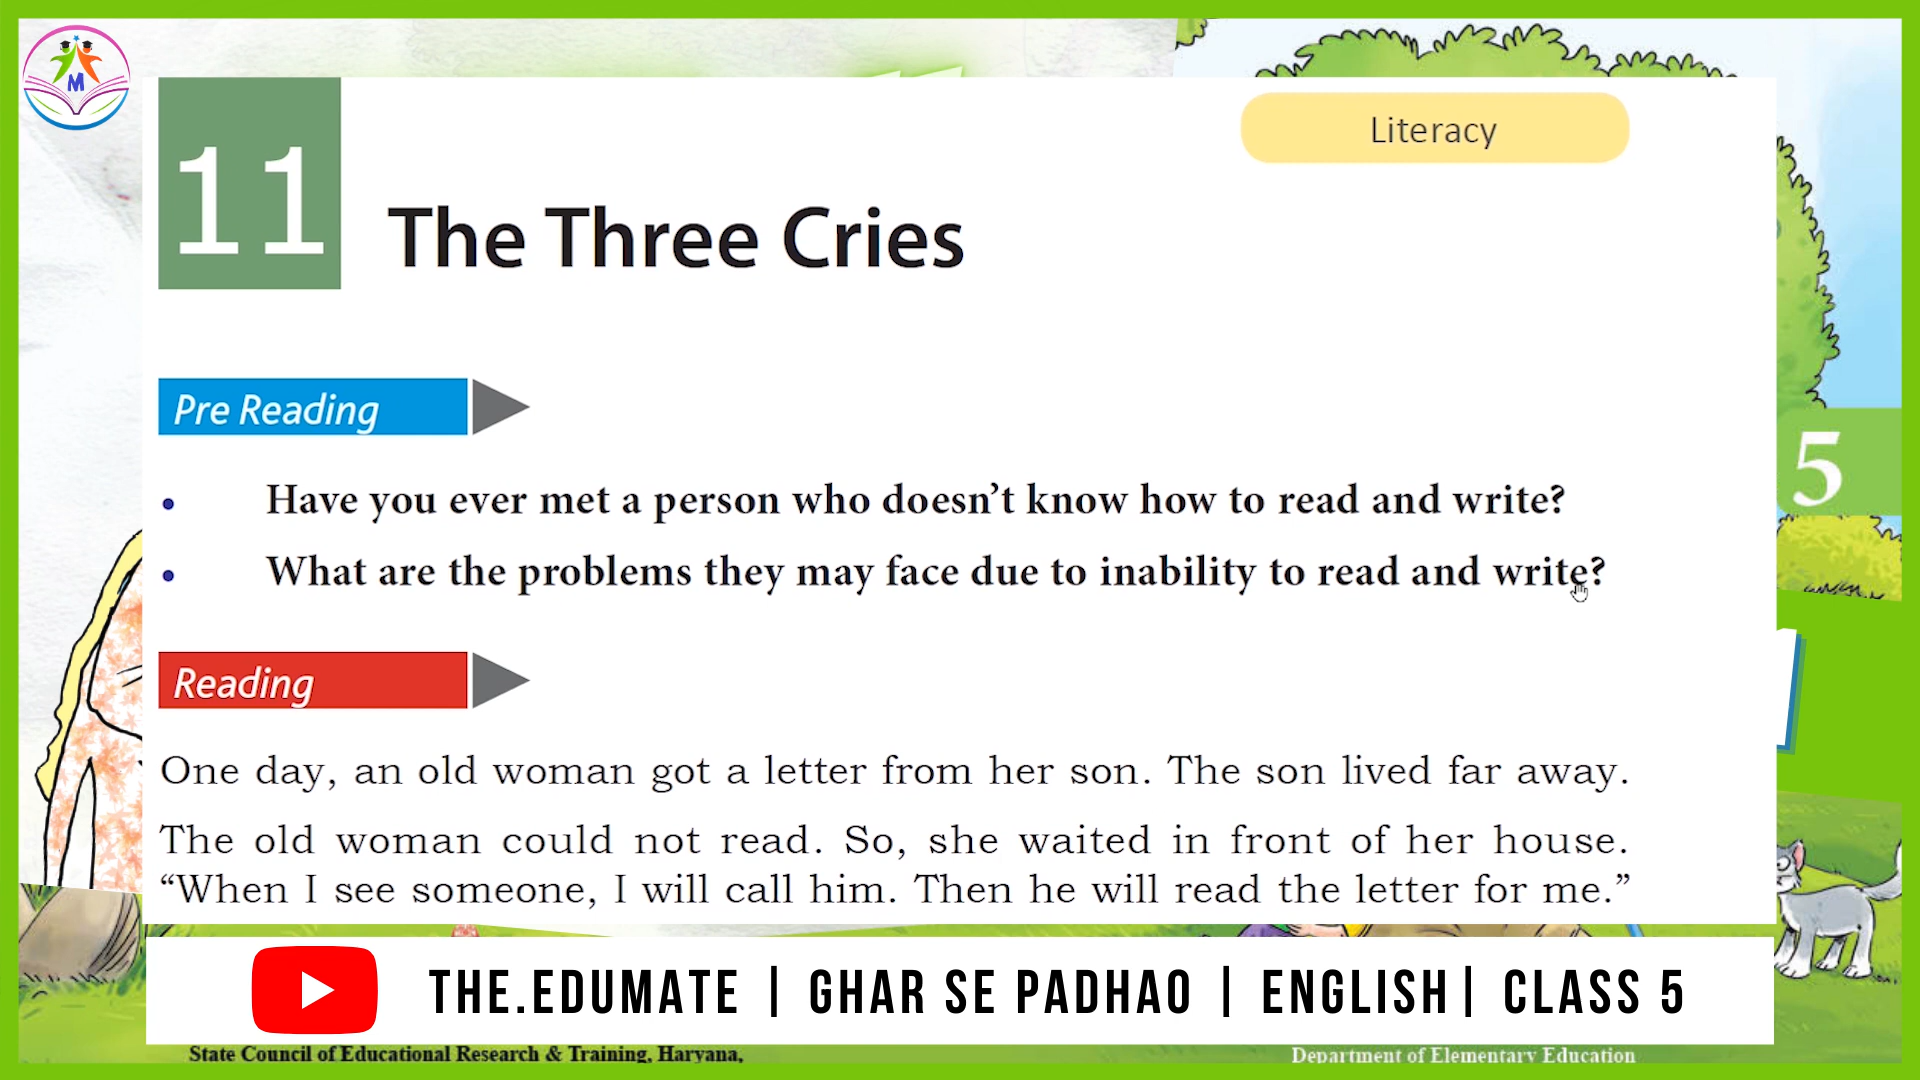 M
11
Literacy
The Three Cries
Pre Reading
• Have you ever met a person who doesn’t know how to read and write?
• What are the problems they may face due to inability to read and write?
5
Reading
One day, an old woman got a letter from her son. The son lived far away.
The old woman could not read. So, she waited in front of her house.
“When I see someone, I will call him. Then he will read the letter for me.”
THE.EDUMATE | GHAR SE PADHAO | ENGLISH| CLASS 5
State Council of Educational Research & Training, Haryana,
Department of Elementary Education